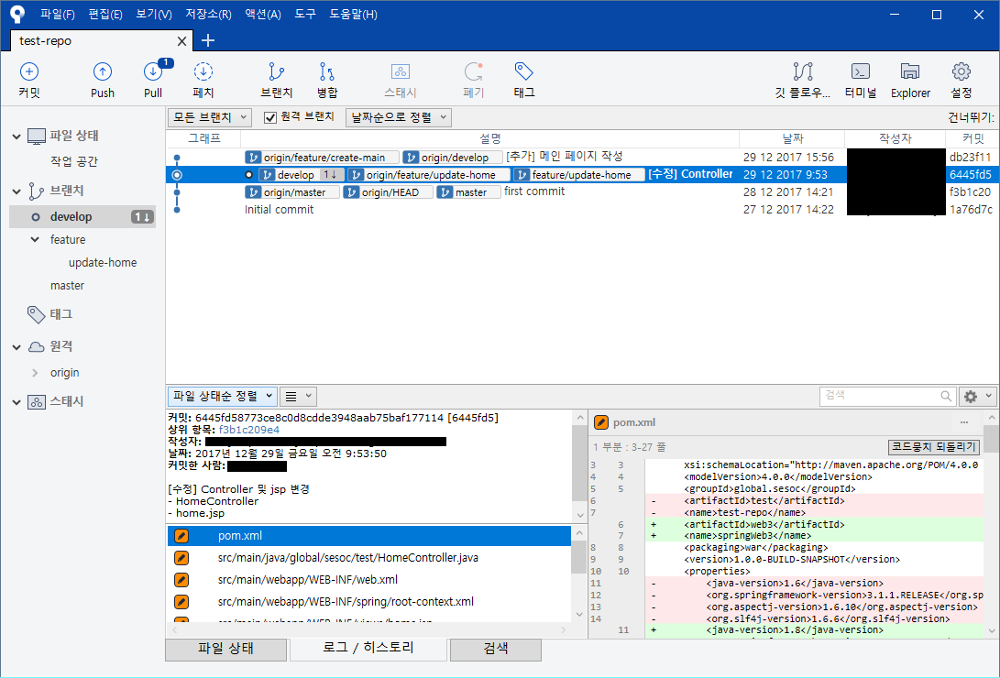 파일(F) 편집(E) 보기(V) 저장소(R) 액션(A) 도구 도움말(H)
test-repo
1
커밋 Push Pull 페치 브랜치 병합 스태시 폐기 태그 깃 플로우... 터미널 Explorer 설정
모든 브랜치 원격 브랜치 날짜순으로 정렬 건너뛰기:
그래프 설명 날짜 작성자 커밋
origin/feature/create-main origin/develop [추가] 메인 페이지 작성 29 12 2017 15:56 db23f11
develop 1↓ origin/feature/update-home feature/update-home [수정] Controller 29 12 2017 9:53 6445fd5
origin/master origin/HEAD master first commit 28 12 2017 14:21 f3b1c20
Initial commit 27 12 2017 14:22 1a76d7c
파일 상태
작업 공간
브랜치
develop 1↓
feature
update-home
master
태그
원격
origin
스태시
파일 상태순 정렬 검색
커밋: 6445fd58773ce8c0d8cdde3948aab75baf177114 [6445fd5]
상위 항목: f3b1c209e4
작성자:
날짜: 2017년 12월 29일 금요일 오전 9:53:50
커밋한 사람:
[수정] Controller 및 jsp 변경
- HomeController
- home.jsp
pom.xml
src/main/java/global/sesoc/test/HomeController.java
src/main/webapp/WEB-INF/web.xml
src/main/webapp/WEB-INF/spring/root-context.xml
src/main/webapp/WEB-INF/views/home.jsp
pom.xml ...
1 부분 : 3-27 줄 코드뭉치 되돌리기
3 3 xsi:schemaLocation="http://maven.apache.org/POM/4.0.0
4 4 <modelVersion>4.0.0</modelVersion>
5 5 <groupId>global.sesoc</groupId>
6 - <artifactId>test</artifactId>
7 - <name>test-repo</name>
6 + <artifactId>web3</artifactId>
7 + <name>springWeb3</name>
8 8 <packaging>war</packaging>
9 9 <version>1.0.0-BUILD-SNAPSHOT</version>
10 10 <properties>
11 - <java-version>1.6</java-version>
12 - <org.springframework-version>3.1.1.RELEASE</org.sp
13 - <org.aspectj-version>1.6.10</org.aspectj-version>
14 - <org.slf4j-version>1.6.6</org.slf4j-version>
11 + <java-version>1.8</java-version>
파일 상태 로그 / 히스토리 검색